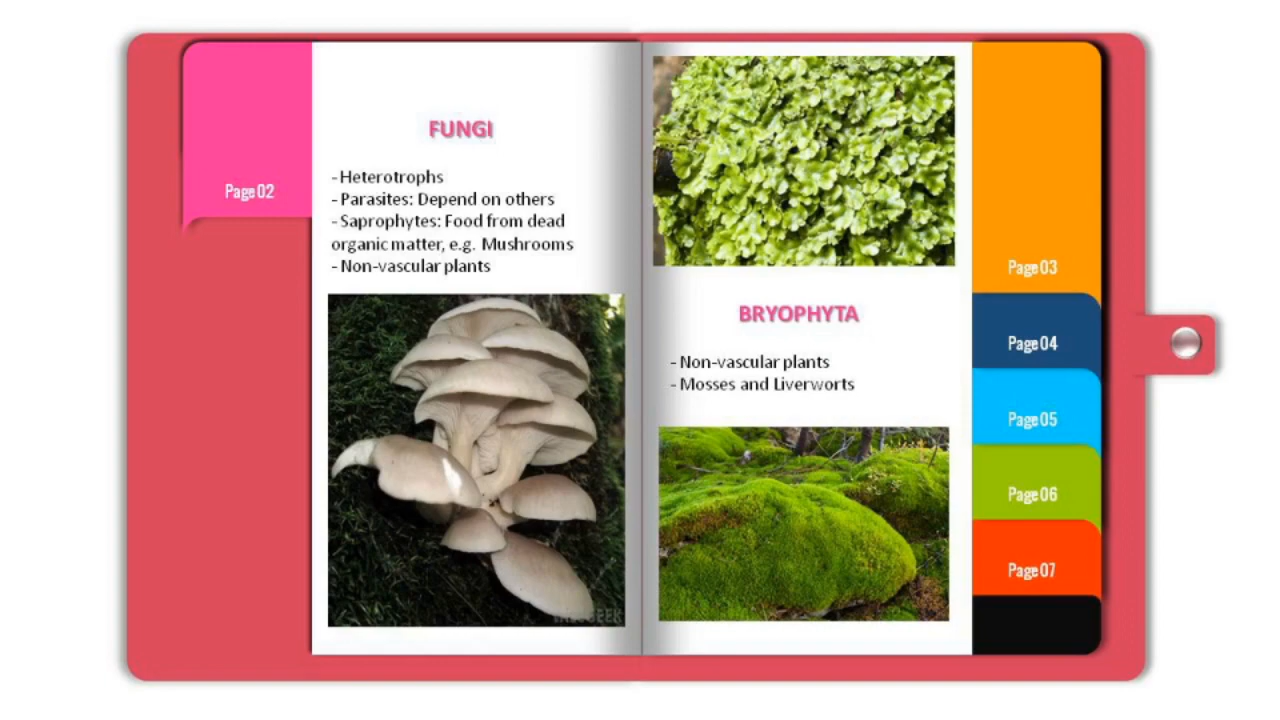 Page 02
FUNGI
- Heterotrophs
- Parasites: Depend on others
- Saprophytes: Food from dead
organic matter, e.g. Mushrooms
- Non-vascular plants
BRYOPHYTA
- Non-vascular plants
- Mosses and Liverworts
Page 03
Page 04
Page 05
Page 06
Page 07